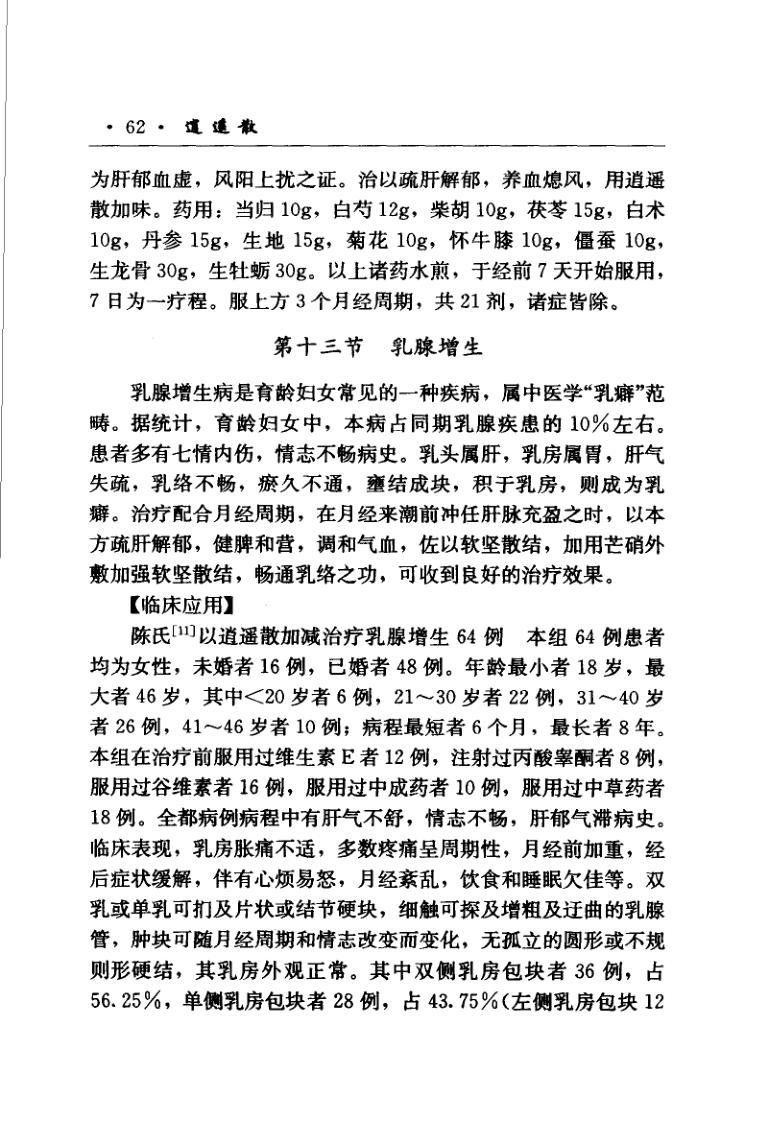 · 62 · 逍遥散
为肝郁血虚，风阳上扰之证。治以疏肝解郁，养血熄风，用逍遥
散加味。药用：当归 10g，白芍 12g，柴胡 10g，茯苓 15g，白术
10g，丹参 15g，生地 15g，菊花 10g，怀牛膝 10g，僵蚕 10g，
生龙骨 30g，生牡蛎 30g。以上诸药水煎，于经前 7 天开始服用，
7 日为一疗程。服上方 3 个月经周期，共 21 剂，诸症皆除。
第十三节　乳腺增生
乳腺增生病是育龄妇女常见的一种疾病，属中医学“乳癖”范
畴。据统计，育龄妇女中，本病占同期乳腺疾患的 10％左右。
患者多有七情内伤，情志不畅病史。乳头属肝，乳房属胃，肝气
失疏，乳络不畅，瘀久不通，壅结成块，积于乳房，则成为乳
癖。治疗配合月经周期，在月经来潮前冲任肝脉充盈之时，以本
方疏肝解郁，健脾和营，调和气血，佐以软坚散结，加用芒硝外
敷加强软坚散结，畅通乳络之功，可收到良好的治疗效果。
【临床应用】
陈氏[11]以逍遥散加减治疗乳腺增生 64 例　本组 64 例患者
均为女性，未婚者 16 例，已婚者 48 例。年龄最小者 18 岁，最
大者 46 岁，其中＜20 岁者 6 例，21～30 岁者 22 例，31～40 岁
者 26 例，41～46 岁者 10 例；病程最短者 6 个月，最长者 8 年。
本组在治疗前服用过维生素 E 者 12 例，注射过丙酸睾酮者 8 例，
服用过谷维素者 16 例，服用过中成药者 10 例，服用过中草药者
18 例。全都病例病程中有肝气不舒，情志不畅，肝郁气滞病史。
临床表现，乳房胀痛不适，多数疼痛呈周期性，月经前加重，经
后症状缓解，伴有心烦易怒，月经紊乱，饮食和睡眠欠佳等。双
乳或单乳可扪及片状或结节硬块，细触可探及增粗及迂曲的乳腺
管，肿块可随月经周期和情志改变而变化，无孤立的圆形或不规
则形硬结，其乳房外观正常。其中双侧乳房包块者 36 例，占
56.25％，单侧乳房包块者 28 例，占 43.75％（左侧乳房包块 12